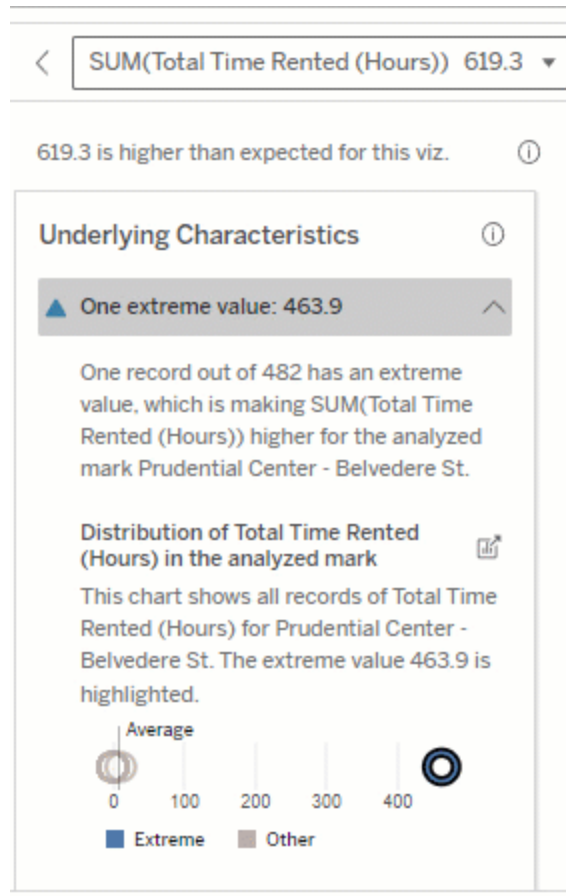 SUM(Total Time Rented (Hours)) 619.3
619.3 is higher than expected for this viz.
Underlying Characteristics
One extreme value: 463.9
One record out of 482 has an extreme
value, which is making SUM(Total Time
Rented (Hours)) higher for the analyzed
mark Prudential Center - Belvedere St.
Distribution of Total Time Rented
(Hours) in the analyzed mark
This chart shows all records of Total Time
Rented (Hours) for Prudential Center -
Belvedere St. The extreme value 463.9 is
highlighted.
Average
0 100 200 300 400
Extreme Other